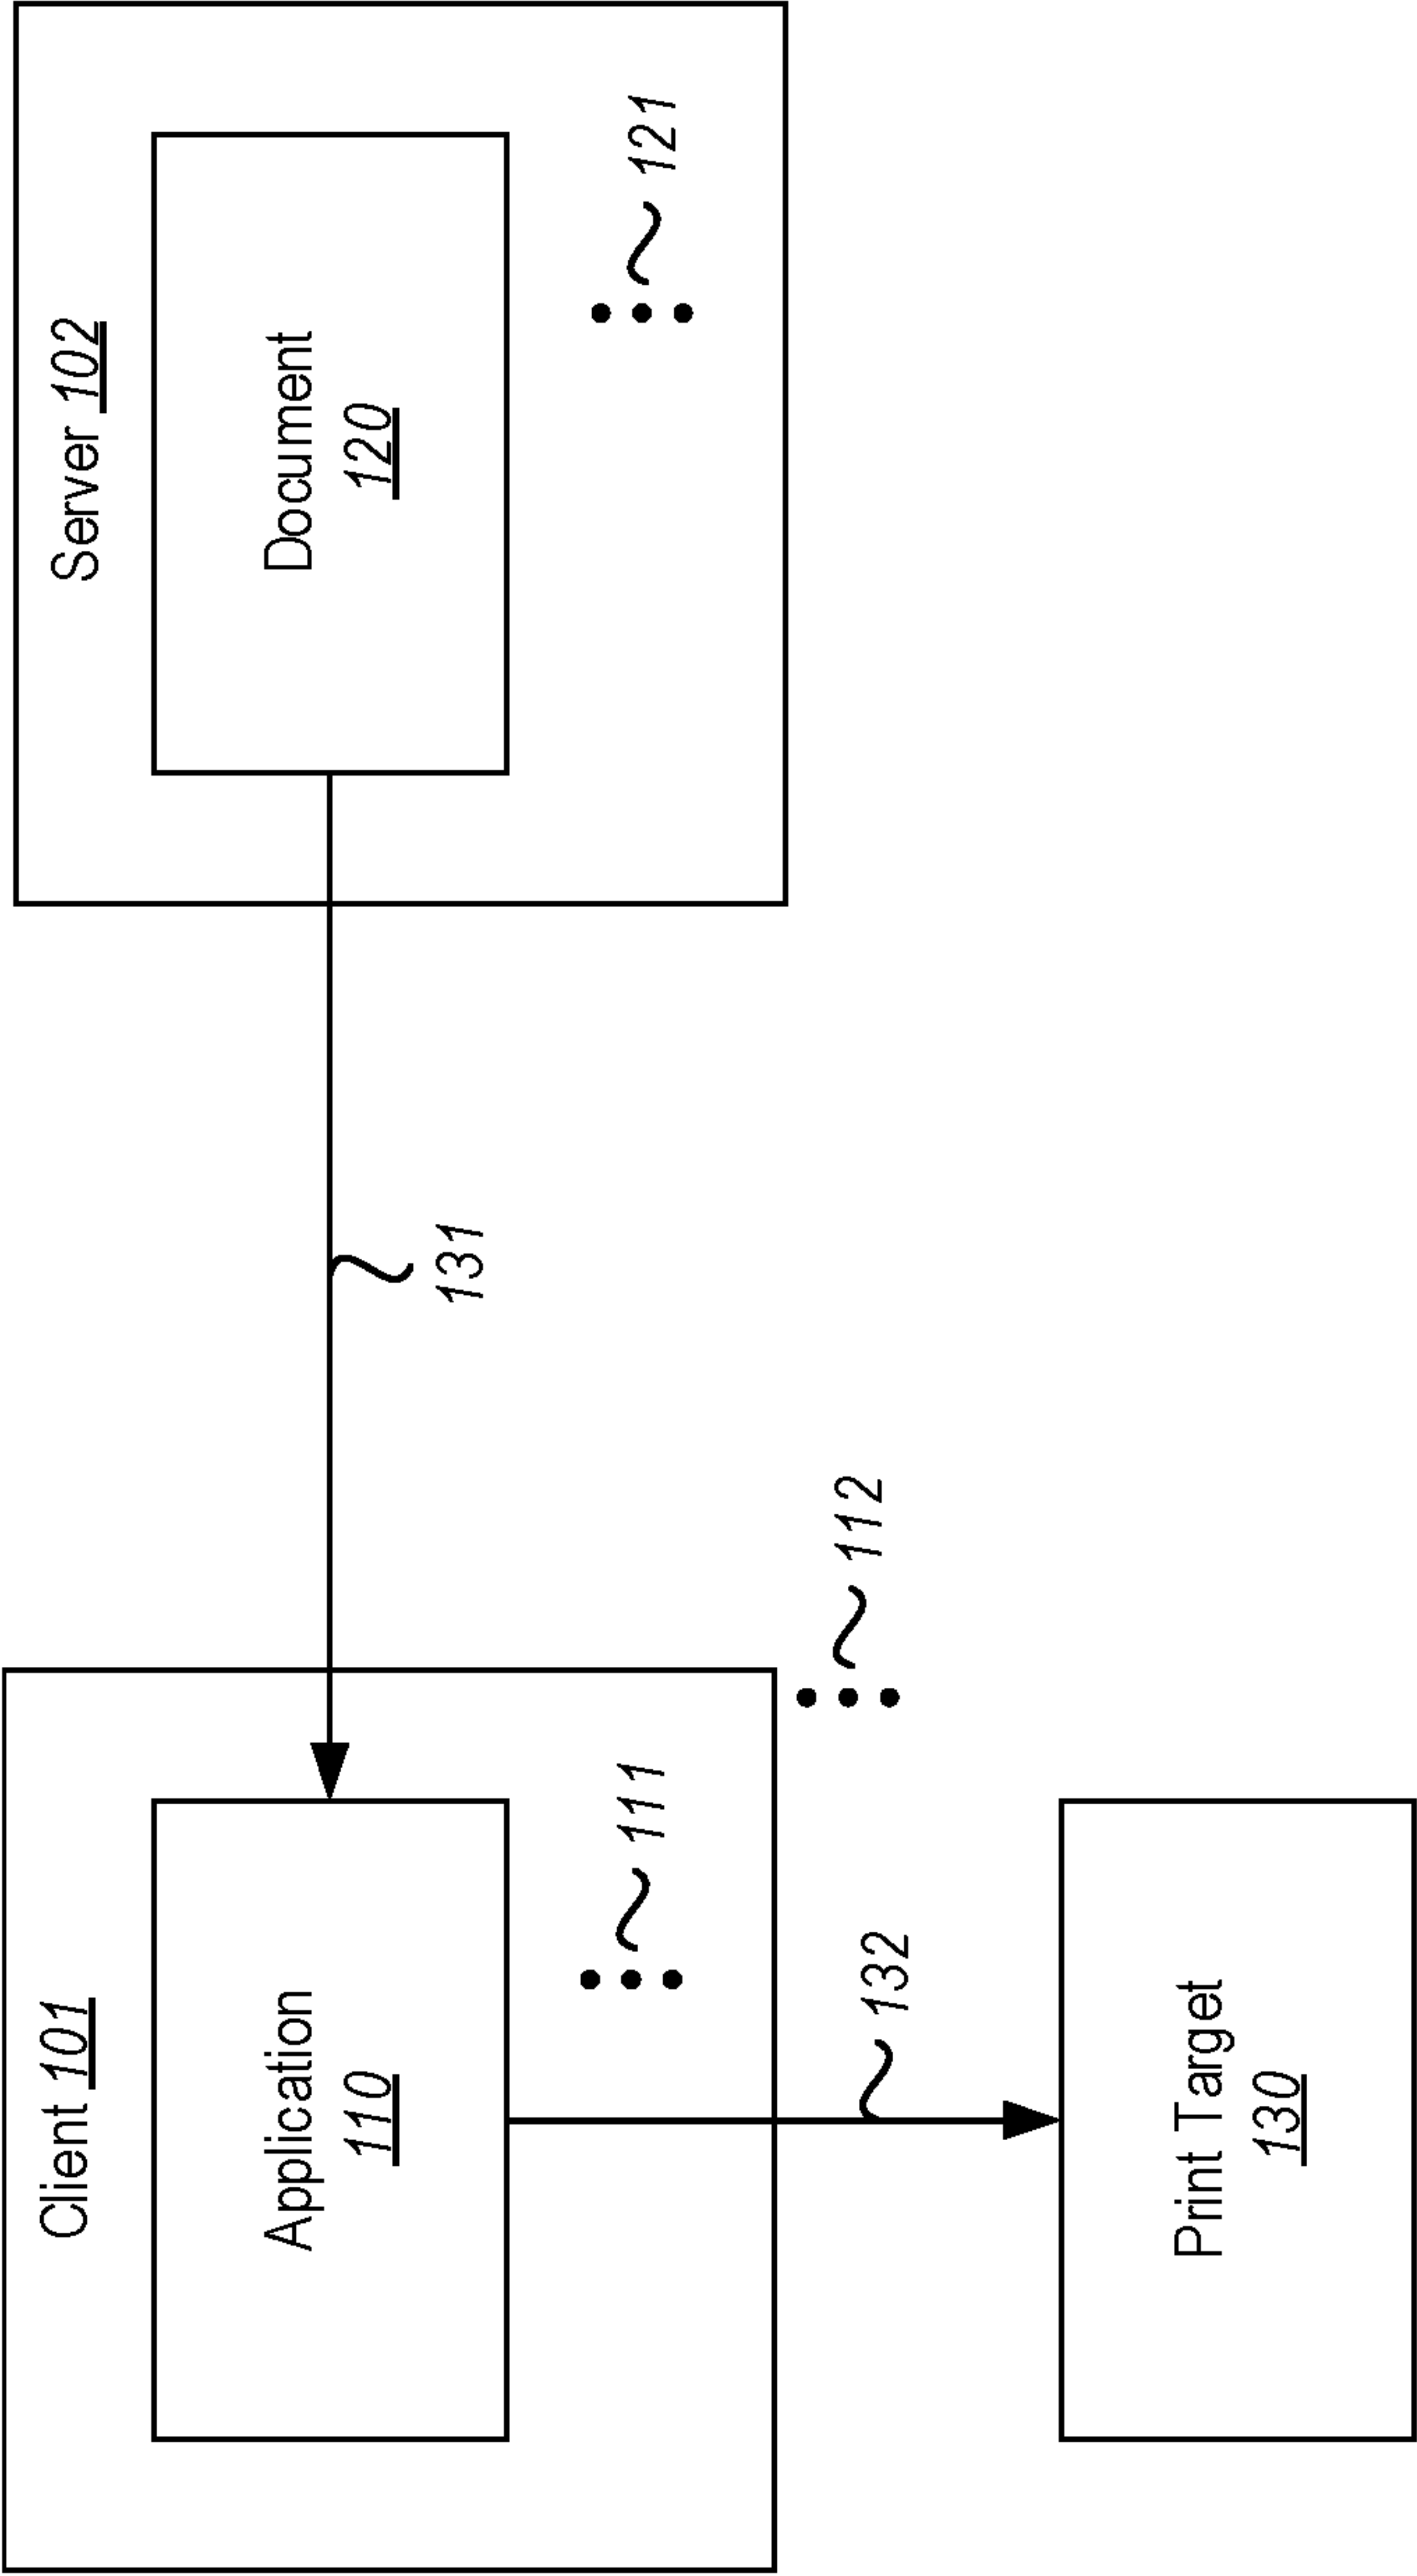 Client 101
Server 102
Application
110
Document
120
131
111
121
112
132
Print Target
130